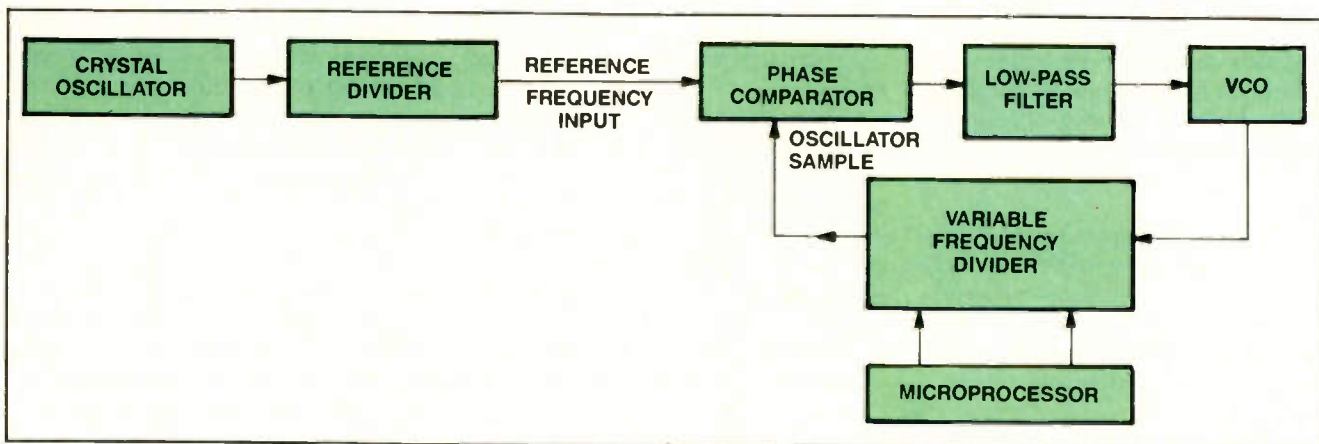 CRYSTAL
OSCILLATOR
REFERENCE
DIVIDER
REFERENCE
FREQUENCY
INPUT
PHASE
COMPARATOR
LOW-PASS
FILTER
VCO
OSCILLATOR
SAMPLE
VARIABLE
FREQUENCY
DIVIDER
MICROPROCESSOR